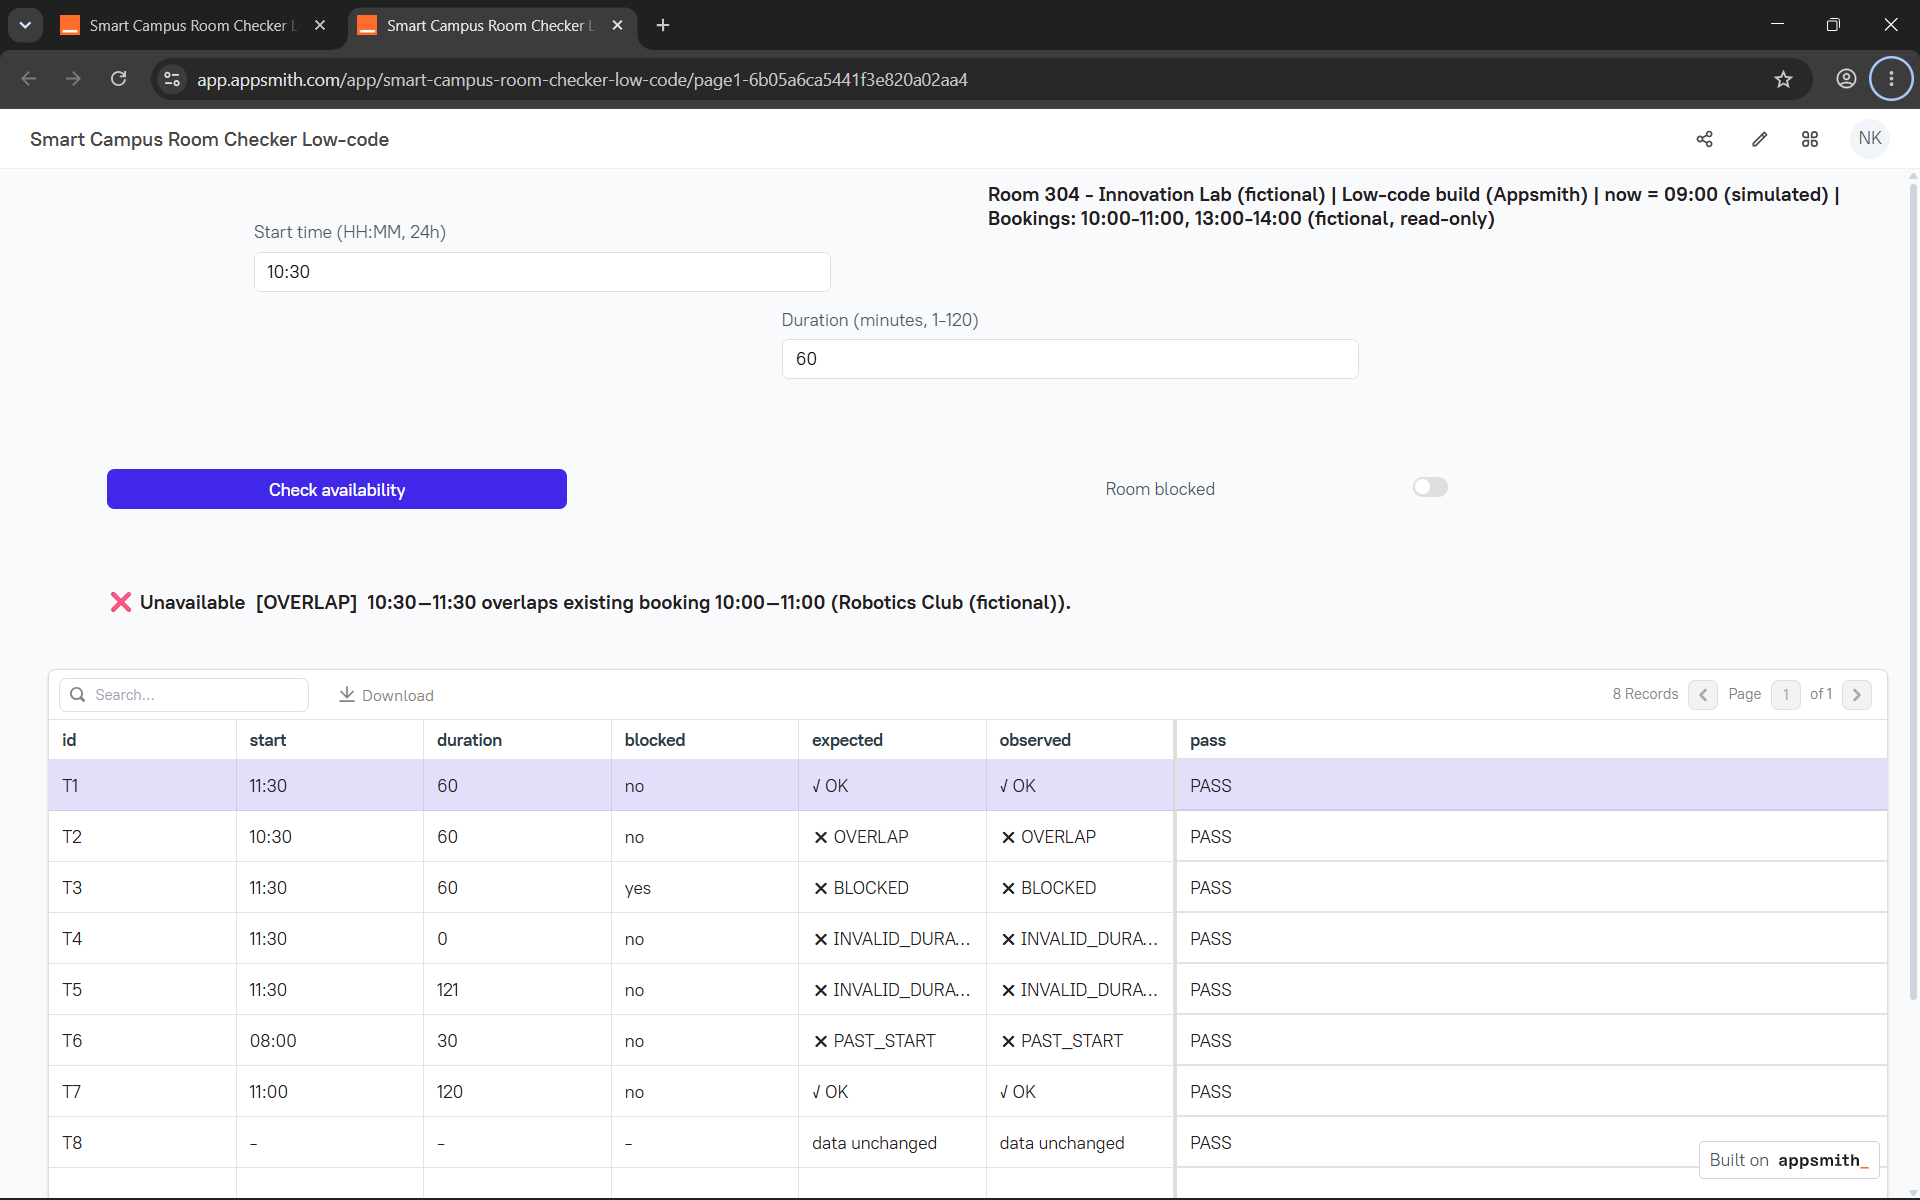 Smart Campus Room Checker L
Smart Campus Room Checker L
app.appsmith.com/app/smart-campus-room-checker-low-code/page1-6b05a6ca5441f3e820a02aa4
Smart Campus Room Checker Low-code
NK
Room 304 - Innovation Lab (fictional) | Low-code build (Appsmith) | now = 09:00 (simulated) |
Bookings: 10:00-11:00, 13:00-14:00 (fictional, read-only)
Start time (HH:MM, 24h)
10:30
Duration (minutes, 1-120)
60
Check availability
Room blocked
❌ Unavailable [OVERLAP] 10:30–11:30 overlaps existing booking 10:00–11:00 (Robotics Club (fictional)).
Search...
Download
8 Records
Page 1 of 1
id start duration blocked expected observed pass
T1 11:30 60 no √ OK √ OK PASS
T2 10:30 60 no ✕ OVERLAP ✕ OVERLAP PASS
T3 11:30 60 yes ✕ BLOCKED ✕ BLOCKED PASS
T4 11:30 0 no ✕ INVALID_DURA... ✕ INVALID_DURA... PASS
T5 11:30 121 no ✕ INVALID_DURA... ✕ INVALID_DURA... PASS
T6 08:00 30 no ✕ PAST_START ✕ PAST_START PASS
T7 11:00 120 no √ OK √ OK PASS
T8 - - - data unchanged data unchanged PASS
Built on appsmith_